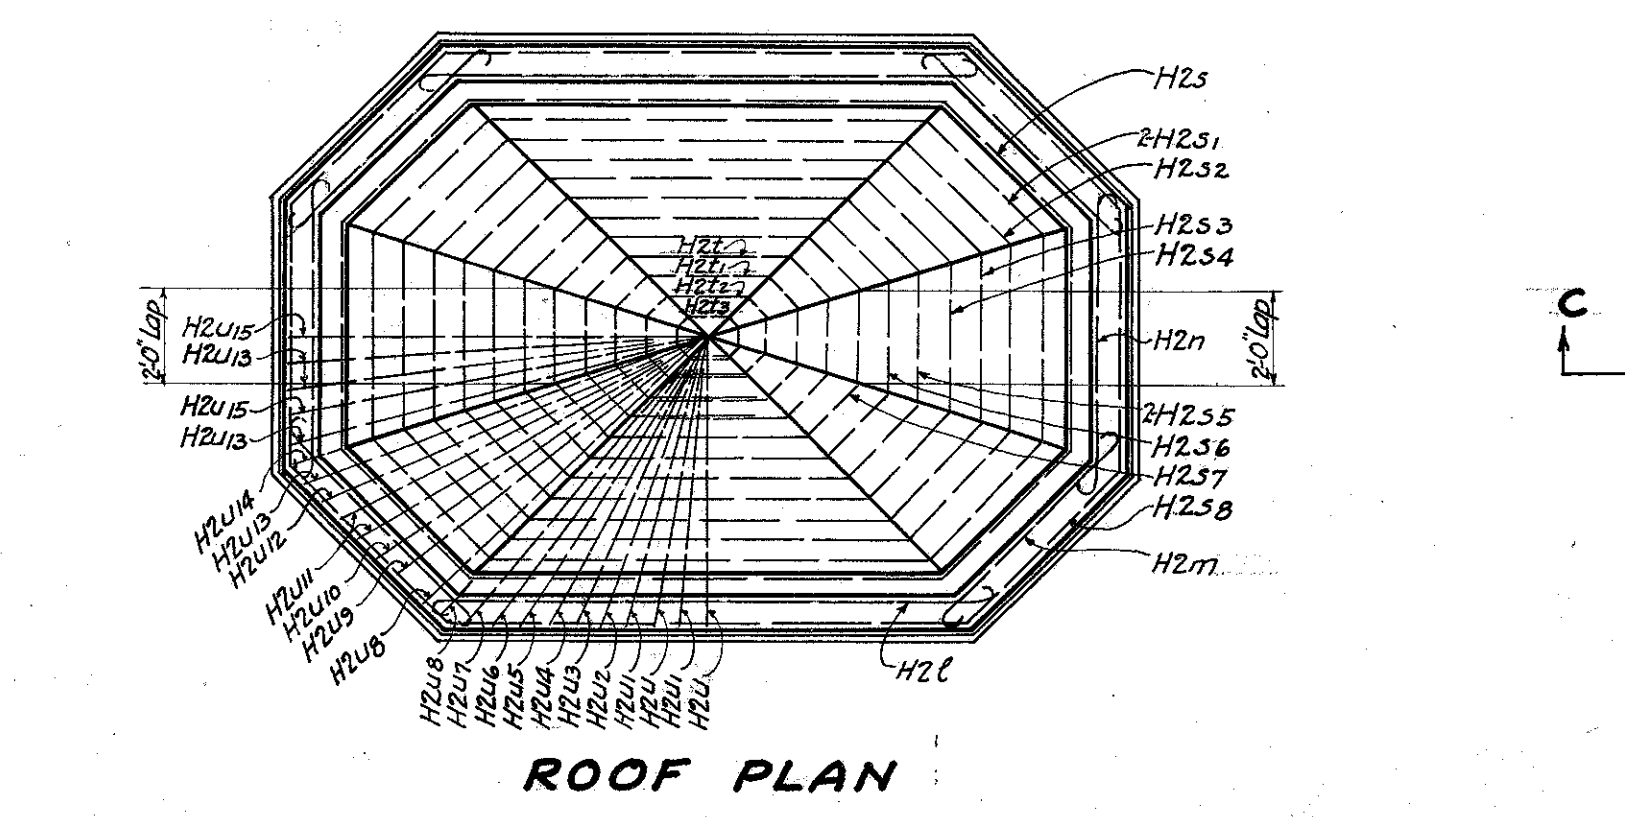 H2s
2-H2s1
H2s2
H2s3
H2s4
H2t
H2t1
H2t2
H2t3
2'-0" Lap
H2u15
H2u13
H2u15
H2u13
H2n
2'-0" Lap
C
2-H2s5
H2s6
H2s7
H2s8
H2m
H2l
H2u14
H2u13
H2u12
H2u11
H2u10
H2u9
H2u8
H2u8
H2u7
H2u6
H2u5
H2u4
H2u3
H2u2
H2u1
H2u
H2u1
H2u
ROOF PLAN